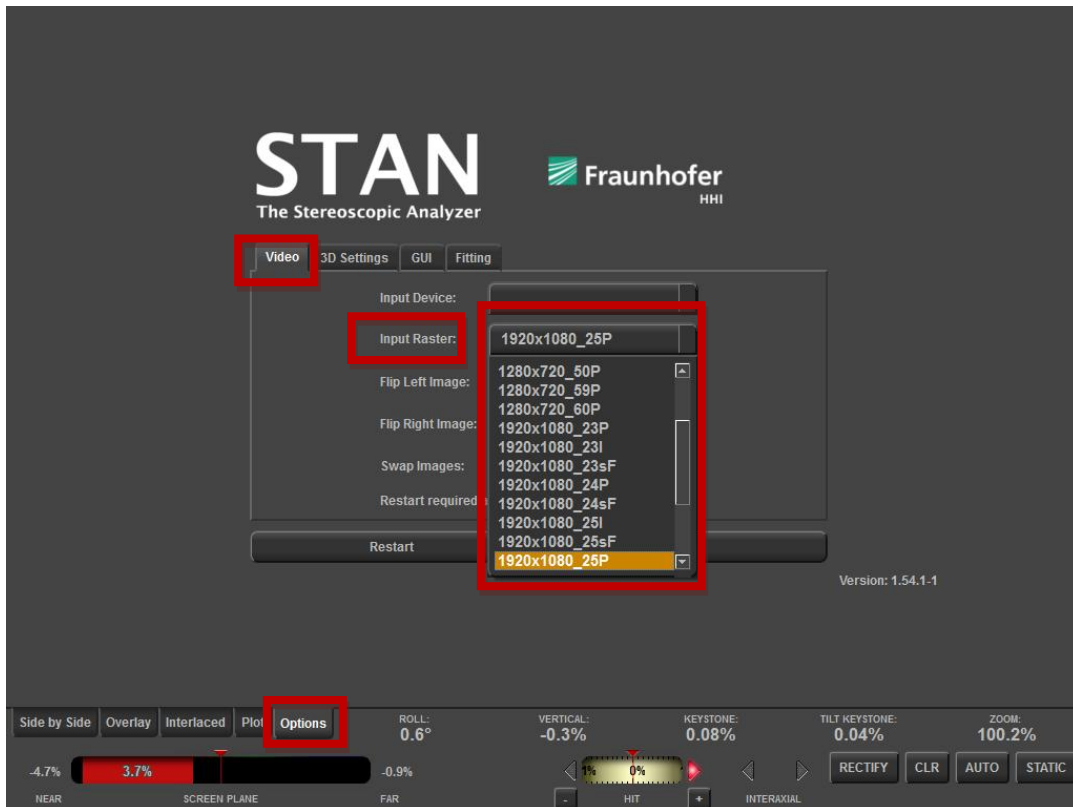 STAN
The Stereoscopic Analyzer
Fraunhofer
HHI
Video 3D Settings GUI Fitting
Input Device:
Input Raster: 1920x1080_25P
1280x720_50P
Flip Left Image:
1280x720_59P
1280x720_60P
1920x1080_23P
Flip Right Image:
1920x1080_23I
1920x1080_23sF
Swap Images:
1920x1080_24P
Restart required
1920x1080_24sF
1920x1080_25I
1920x1080_25sF
Restart
1920x1080_25P
Version: 1.54.1-1
Side by Side Overlay Interlaced Plot Options
ROLL: VERTICAL: KEYSTONE: TILT KEYSTONE: ZOOM:
0.6° -0.3% 0.08% 0.04% 100.2%
-4.7% 3.7% -0.9% 1% 0% RECTIFY CLR AUTO STATIC
NEAR SCREEN PLANE FAR - HIT + INTERAXIAL